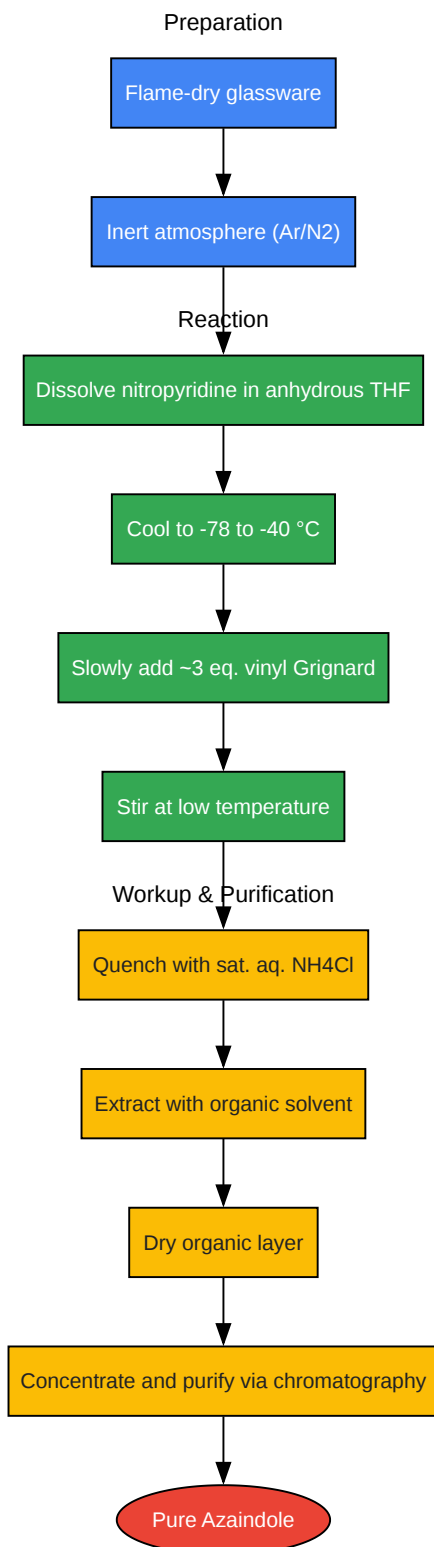 Preparation
Flame-dry glassware
Inert atmosphere (Ar/N2)
Reaction
Dissolve nitropyridine in anhydrous THF
Cool to -78 to -40 °C
Slowly add ~3 eq. vinyl Grignard
Stir at low temperature
Workup & Purification
Quench with sat. aq. NH4Cl
Extract with organic solvent
Dry organic layer
Concentrate and purify via chromatography
Pure Azaindole